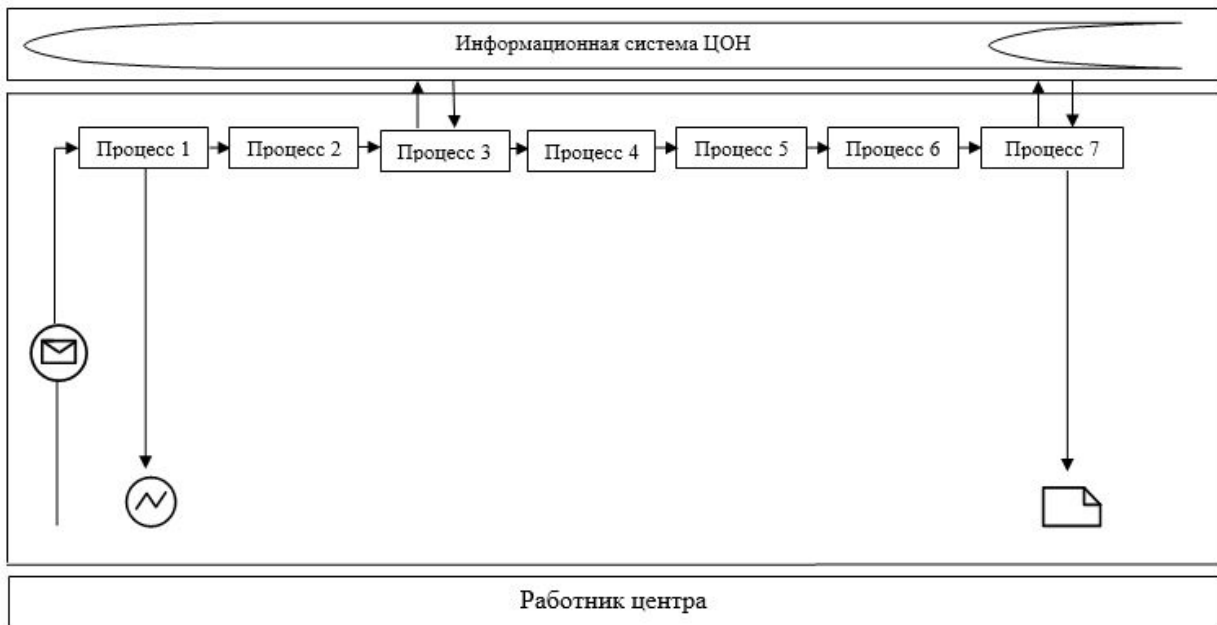 Информационная система ЦОН
Процесс 1
Процесс 2
Процесс 3
Процесс 4
Процесс 5
Процесс 6
Процесс 7
Работник центра